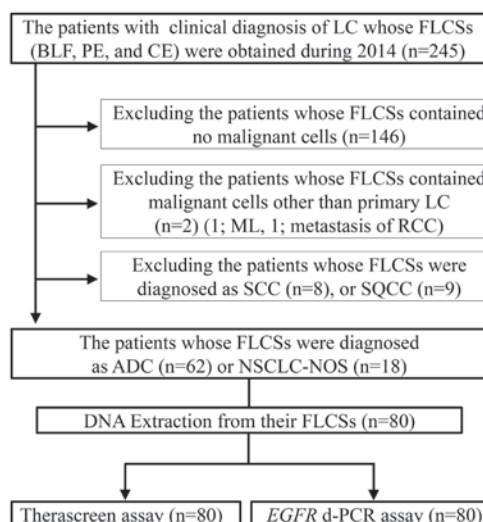 The patients with clinical diagnosis of LC whose FLCSs
(BLF, PE, and CE) were obtained during 2014 (n=245)
Excluding the patients whose FLCSs contained
no malignant cells (n=146)
Excluding the patients whose FLCSs contained
malignant cells other than primary LC
(n=2) (1; ML, 1; metastasis of RCC)
Excluding the patients whose FLCSs were
diagnosed as SCC (n=8), or SQCC (n=9)
The patients whose FLCSs were diagnosed
as ADC (n=62) or NSCLC-NOS (n=18)
DNA Extraction from their FLCSs (n=80)
Therascreen assay (n=80)
EGFR d-PCR assay (n=80)